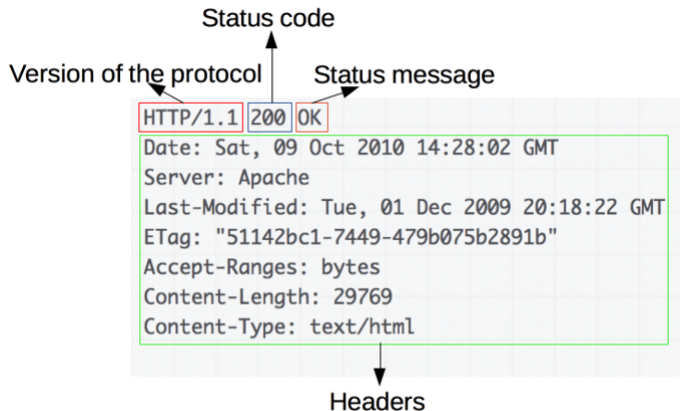 Status code
Version of the protocol
Status message
HTTP/1.1 200 OK
Date: Sat, 09 Oct 2010 14:28:02 GMT
Server: Apache
Last-Modified: Tue, 01 Dec 2009 20:18:22 GMT
ETag: "51142bc1-7449-479b075b2891b"
Accept-Ranges: bytes
Content-Length: 29769
Content-Type: text/html
Headers